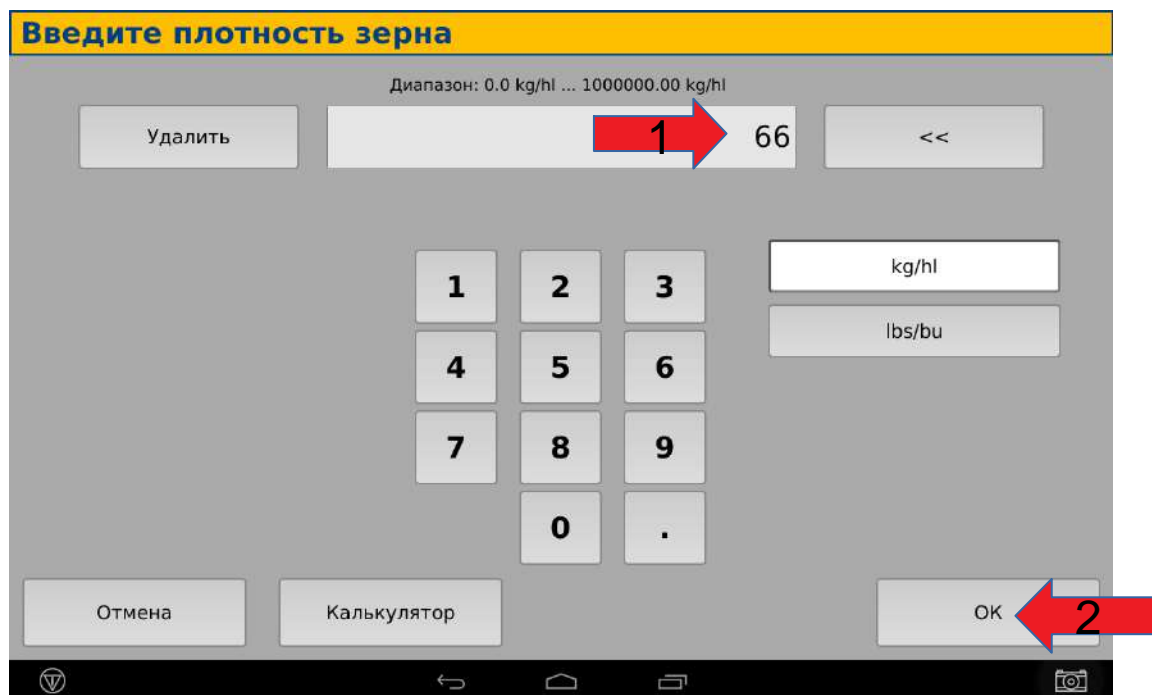 Введите плотность зерна
Диапазон: 0.0 kg/hl ... 1000000.00 kg/hl
Удалить
1
66
<<
1 2 3
kg/hl
lbs/bu
4 5 6
7 8 9
0 .
Отмена
Калькулятор
OK
2